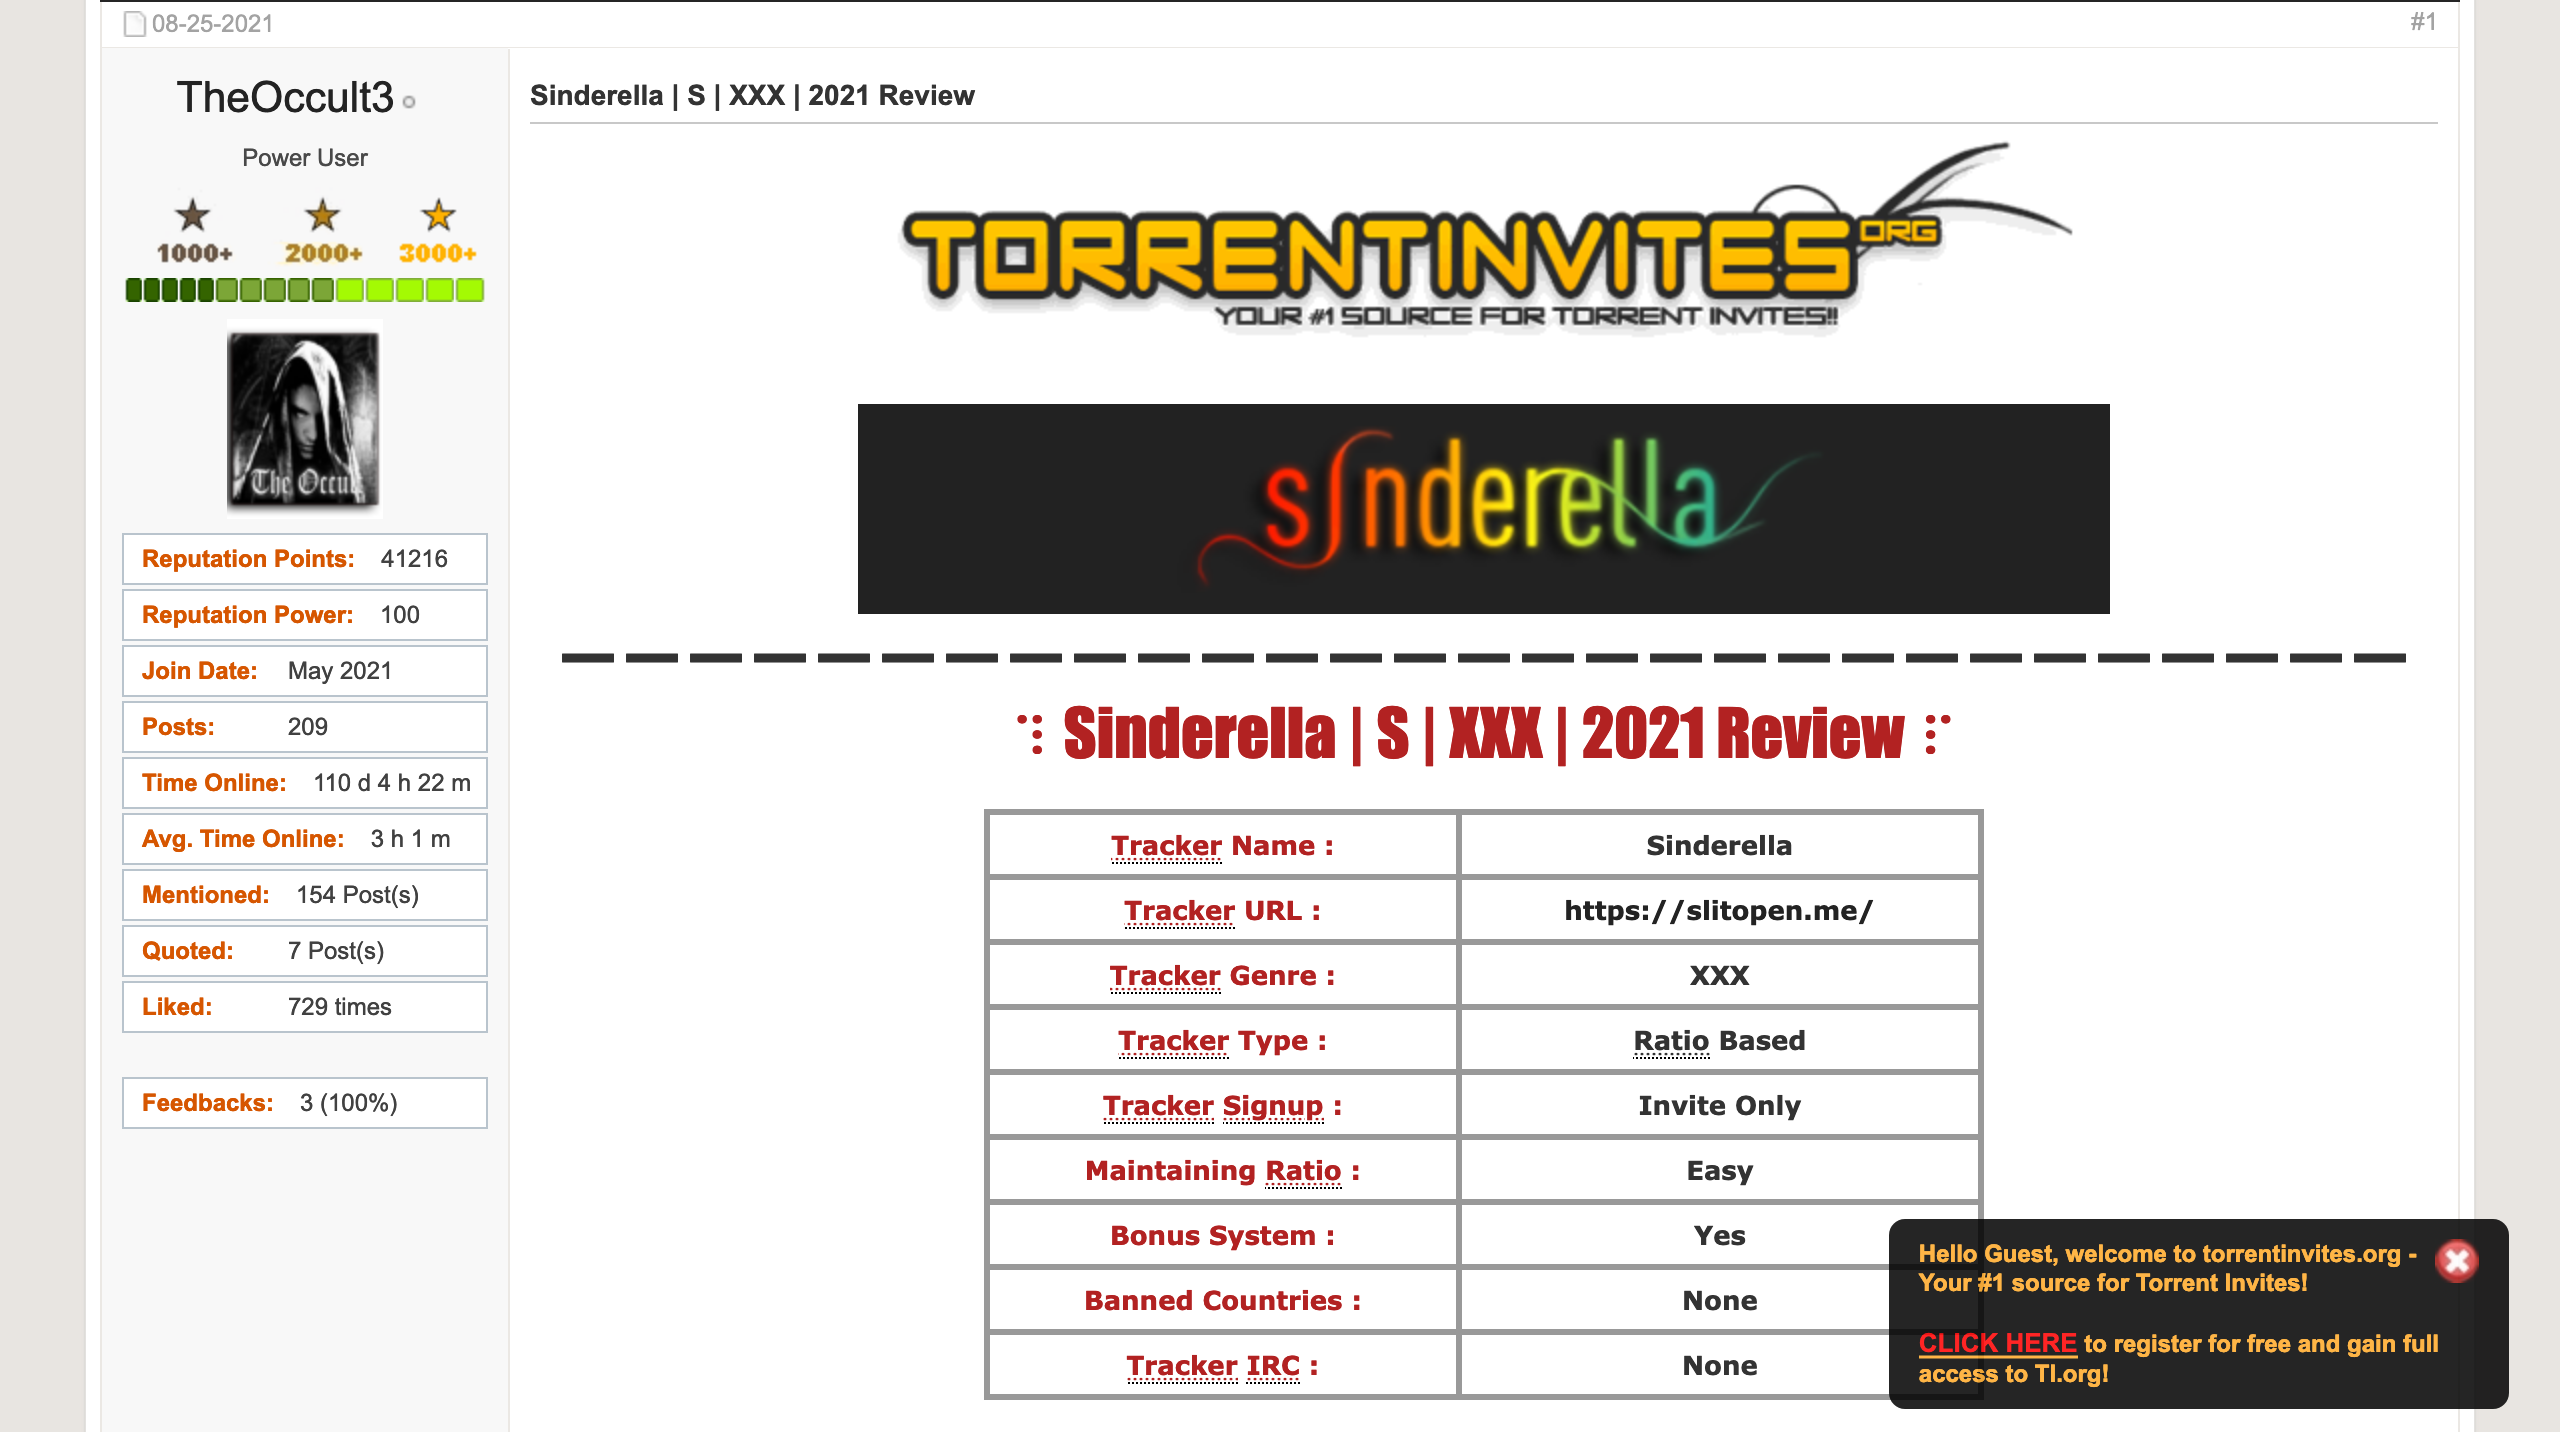 08-25-2021
#1
TheOccult3
Power User
1000+ 2000+ 3000+
The Occu
Reputation Points: 41216
Reputation Power: 100
Join Date: May 2021
Posts: 209
Time Online: 110 d 4 h 22 m
Avg. Time Online: 3 h 1 m
Mentioned: 154 Post(s)
Quoted: 7 Post(s)
Liked: 729 times
Feedbacks: 3 (100%)
Sinderella | S | XXX | 2021 Review
TORRENTINVITES ORG
YOUR #1 SOURCE FOR TORRENT INVITES!!
sinderella
Sinderella | S | XXX | 2021 Review
Tracker Name : Sinderella
Tracker URL : https://slitopen.me/
Tracker Genre : XXX
Tracker Type : Ratio Based
Tracker Signup : Invite Only
Maintaining Ratio : Easy
Bonus System : Yes
Banned Countries : None
Tracker IRC : None
Hello Guest, welcome to torrentinvites.org -
Your #1 source for Torrent Invites!
CLICK HERE to register for free and gain full
access to TI.org!